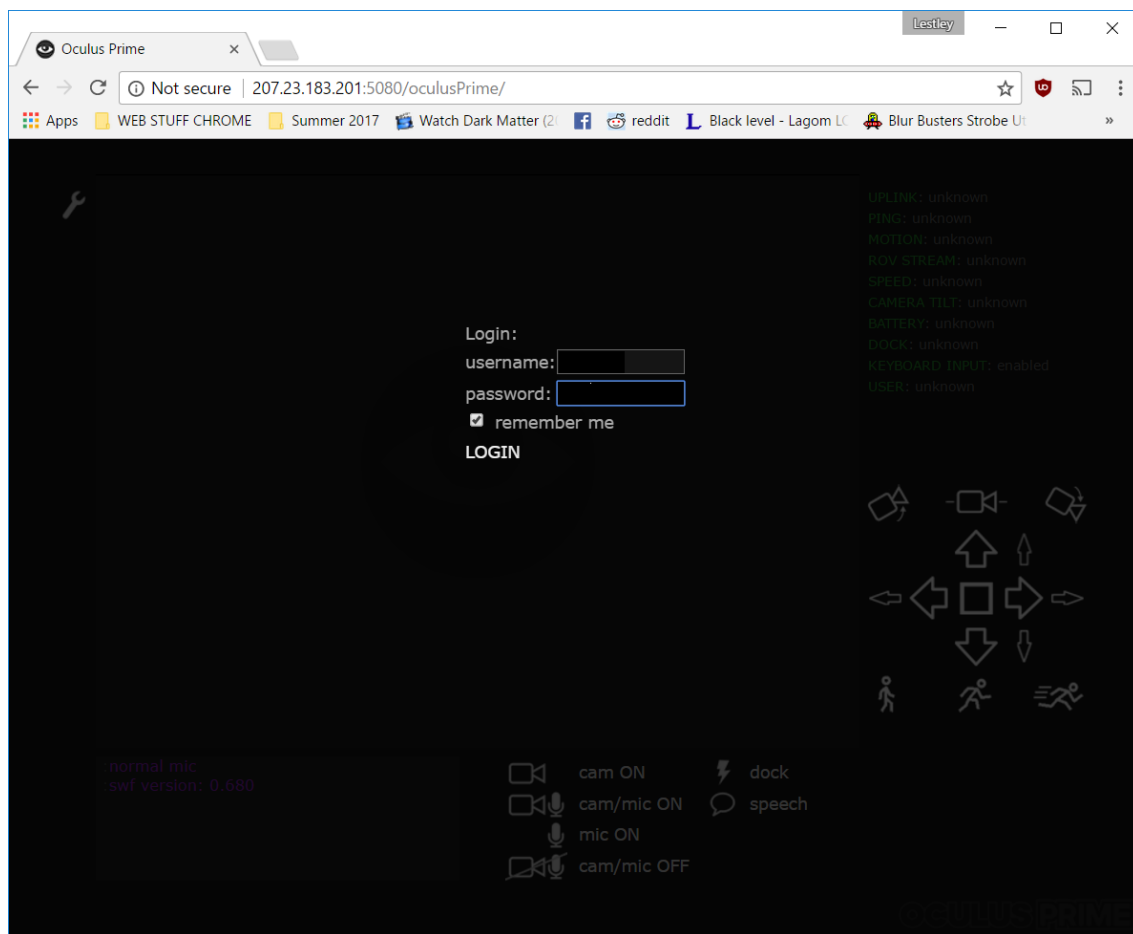 Lestley
Oculus Prime
Not secure 207.23.183.201:5080/oculusPrime/
Apps WEB STUFF CHROME Summer 2017 Watch Dark Matter (2 reddit Black level - Lagom LC Blur Busters Strobe Ut »
UPLINK: unknown
PING: unknown
MOTION: unknown
ROV STREAM: unknown
SPEED: unknown
CAMERA TILT: unknown
BATTERY: unknown
DOCK: unknown
KEYBOARD INPUT: enabled
USER: unknown
Login:
username:
password:
remember me
LOGIN
:normal mic
:swf version: 0.680
cam ON dock
cam/mic ON speech
mic ON
cam/mic OFF
OCULUS PRIME